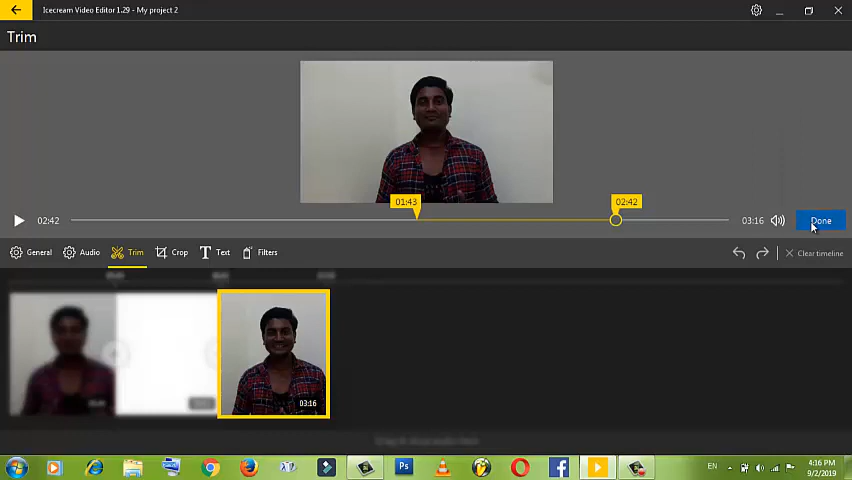 Icecream Video Editor 1.29 - My project 2
Trim
01:43
02:42
02:42
03:16
Done
General
Audio
Trim
Crop
Text
Filters
Clear timeline
03:16
EN
4:16 PM
9/2/2019